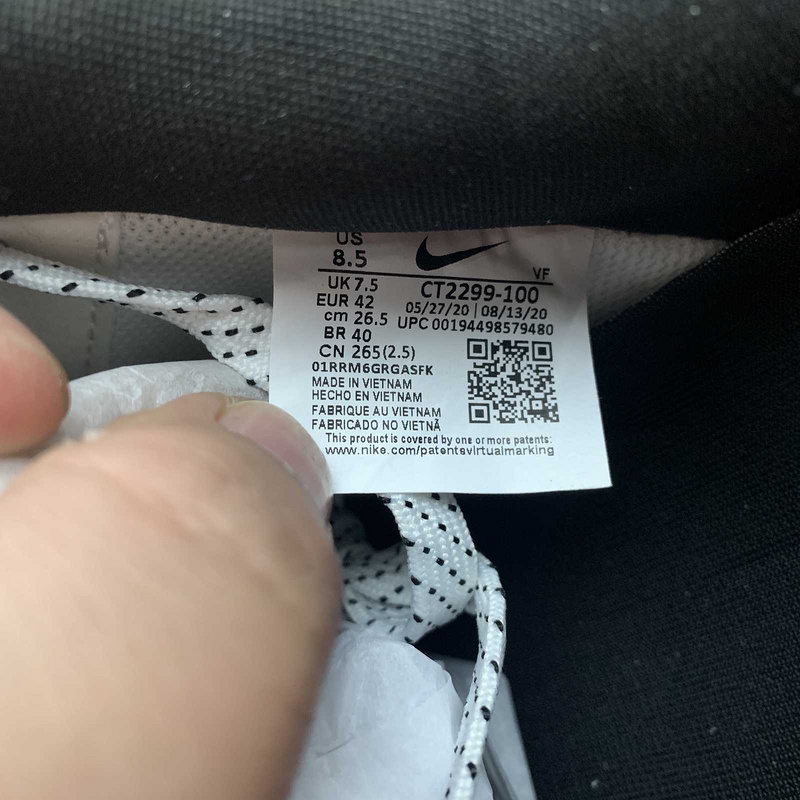 US
8.5
VF
UK 7.5
CT2299-100
EUR 42
05/27/20 | 08/13/20
cm 26.5
UPC 00194498579480
BR 40
CN 265(2.5)
01RRM6GRGASFK
MADE IN VIETNAM
HECHO EN VIETNAM
FABRIQUE AU VIETNAM
FABRICADO NO VIETNÃ
This product is covered by one or more patents:
www.nike.com/patentsvirtualmarking